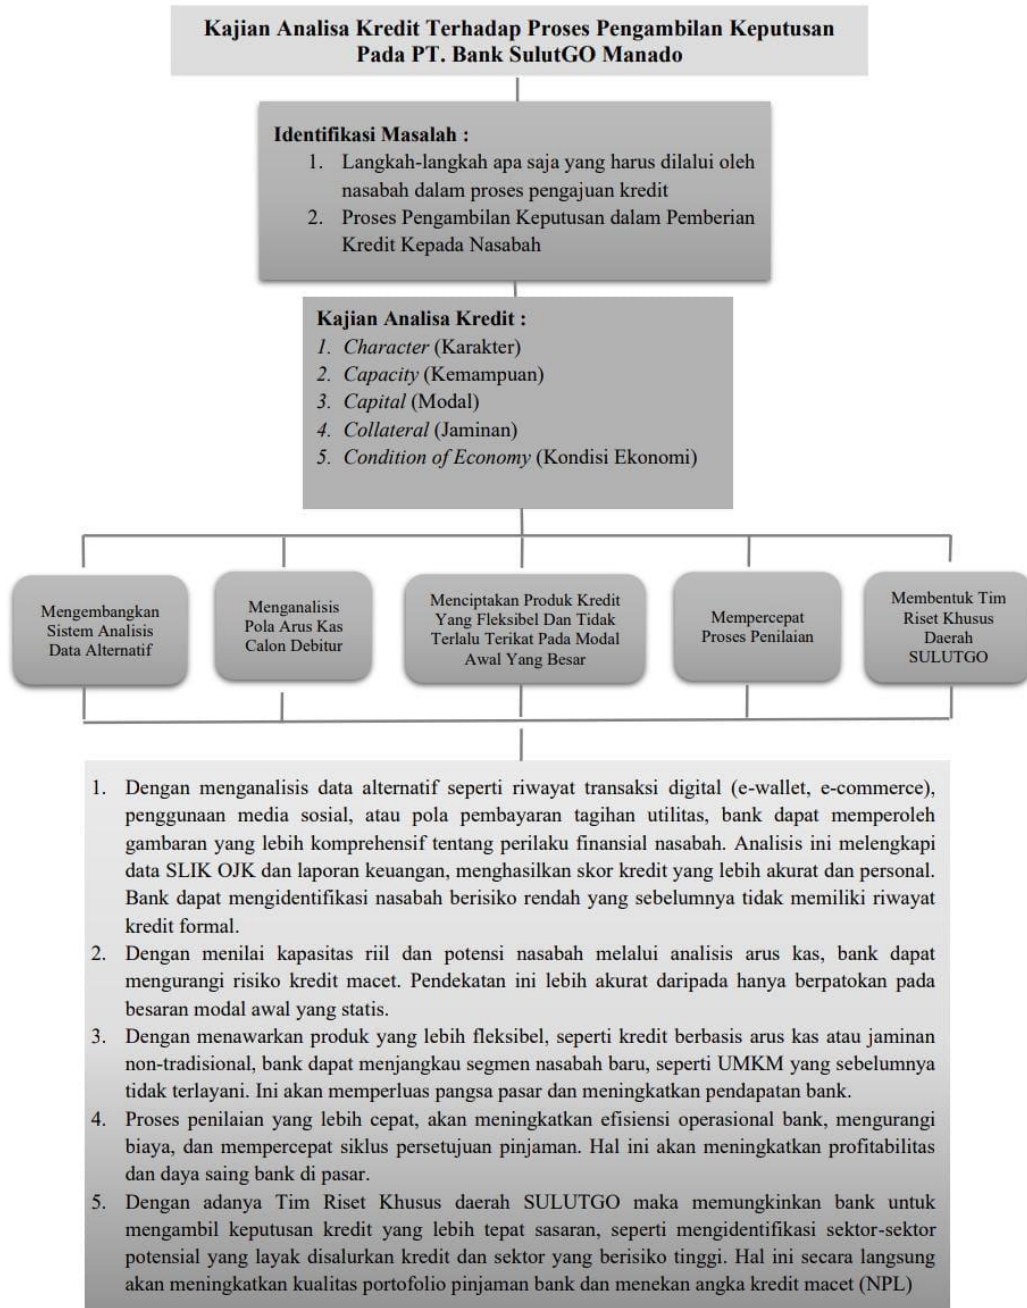 Kajian Analisa Kredit Terhadap Proses Pengambilan Keputusan
Pada PT. Bank SulutGO Manado
Identifikasi Masalah :
1. Langkah-langkah apa saja yang harus dilalui oleh
nasabah dalam proses pengajuan kredit
2. Proses Pengambilan Keputusan dalam Pemberian
Kredit Kepada Nasabah
Kajian Analisa Kredit :
1. Character (Karakter)
2. Capacity (Kemampuan)
3. Capital (Modal)
4. Collateral (Jaminan)
5. Condition of Economy (Kondisi Ekonomi)
Mengembangkan
Sistem Analisis
Data Alternatif
Menganalisis
Pola Arus Kas
Calon Debitur
Menciptakan Produk Kredit
Yang Fleksibel Dan Tidak
Terlalu Terikat Pada Modal
Awal Yang Besar
Mempercepat
Proses Penilaian
Membentuk Tim
Riset Khusus
Daerah
SULUTGO
1. Dengan menganalisis data alternatif seperti riwayat transaksi digital (e-wallet, e-commerce),
penggunaan media sosial, atau pola pembayaran tagihan utilitas, bank dapat memperoleh
gambaran yang lebih komprehensif tentang perilaku finansial nasabah. Analisis ini melengkapi
data SLIK OJK dan laporan keuangan, menghasilkan skor kredit yang lebih akurat dan personal.
Bank dapat mengidentifikasi nasabah berisiko rendah yang sebelumnya tidak memiliki riwayat
kredit formal.
2. Dengan menilai kapasitas riil dan potensi nasabah melalui analisis arus kas, bank dapat
mengurangi risiko kredit macet. Pendekatan ini lebih akurat daripada hanya berpatokan pada
besaran modal awal yang statis.
3. Dengan menawarkan produk yang lebih fleksibel, seperti kredit berbasis arus kas atau jaminan
non-tradisional, bank dapat menjangkau segmen nasabah baru, seperti UMKM yang sebelumnya
tidak terlayani. Ini akan memperluas pangsa pasar dan meningkatkan pendapatan bank.
4. Proses penilaian yang lebih cepat, akan meningkatkan efisiensi operasional bank, mengurangi
biaya, dan mempercepat siklus persetujuan pinjaman. Hal ini akan meningkatkan profitabilitas
dan daya saing bank di pasar.
5. Dengan adanya Tim Riset Khusus daerah SULUTGO maka memungkinkan bank untuk
mengambil keputusan kredit yang lebih tepat sasaran, seperti mengidentifikasi sektor-sektor
potensial yang layak disalurkan kredit dan sektor yang berisiko tinggi. Hal ini secara langsung
akan meningkatkan kualitas portofolio pinjaman bank dan menekan angka kredit macet (NPL)